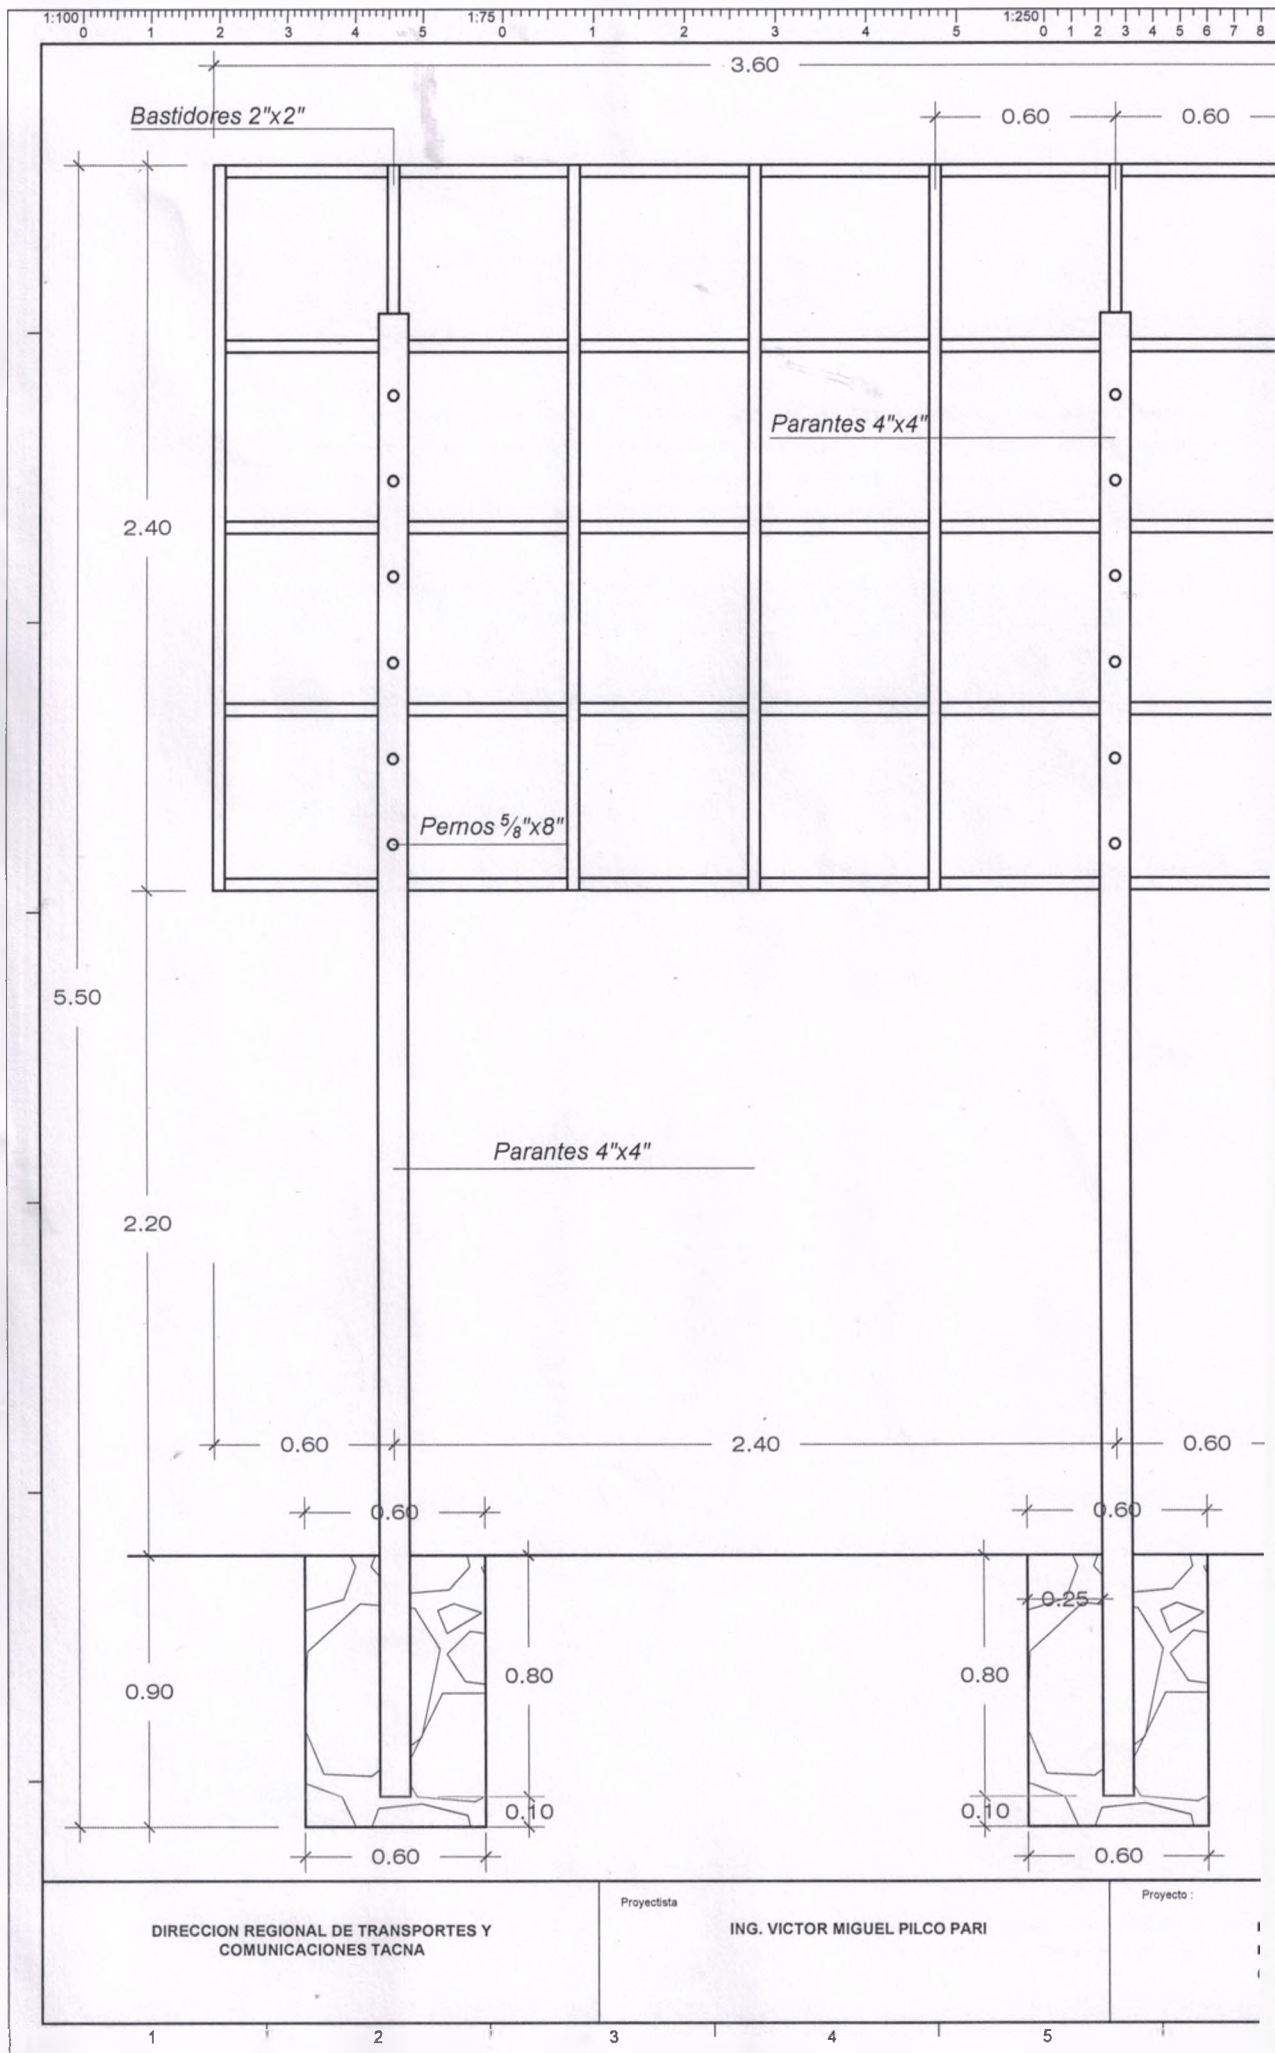 1:100 0 1 2 3 4 5 1:75 0 1 2 3 4 5 1:250 0 1 2 3 4 5 6 7 8
3.60
Bastidores 2"x2"
0.60 0.60
Parantes 4"x4"
2.40
Pernos 5/8"x8"
5.50
Parantes 4"x4"
2.20
0.60 2.40 0.60
0.60 0.60
0.25
0.90 0.80 0.80
0.10 0.10
0.60 0.60
DIRECCION REGIONAL DE TRANSPORTES Y
COMUNICACIONES TACNA
Proyectista
ING. VICTOR MIGUEL PILCO PARI
Proyecto :
1 2 3 4 5